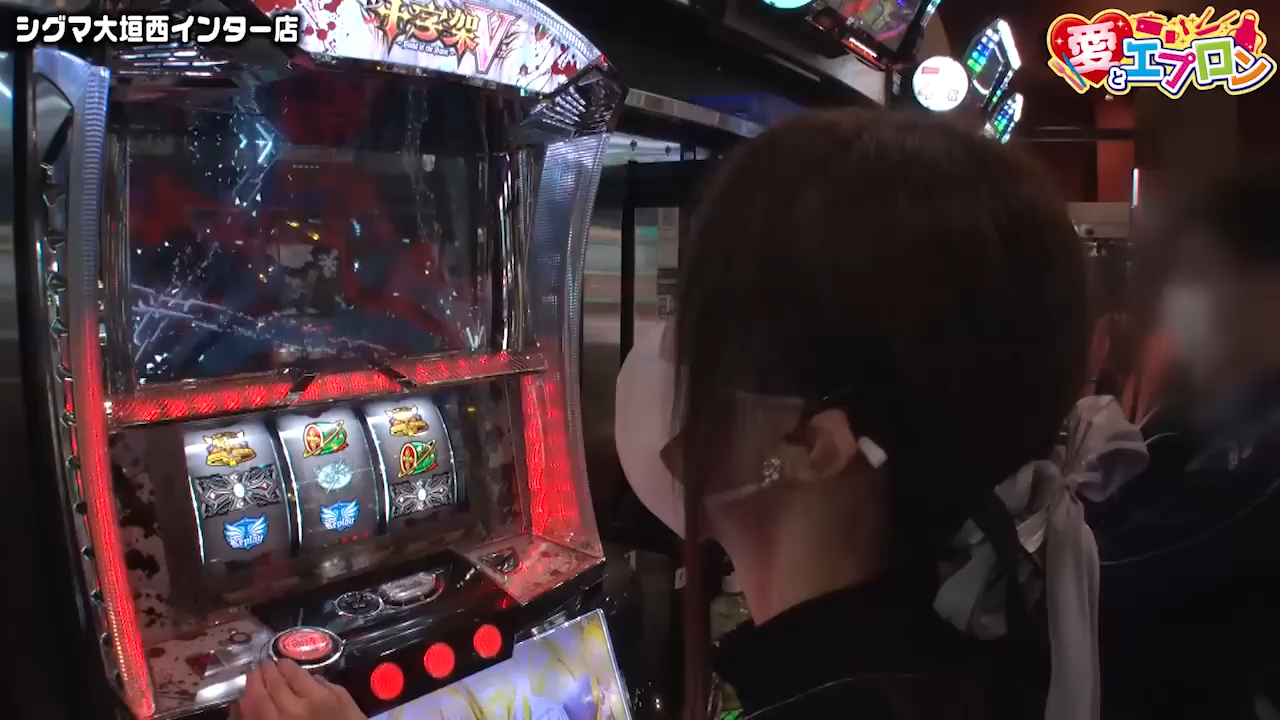 シグマ大垣西インター店
愛
と
エプロン
十字架V
Replay
Replay